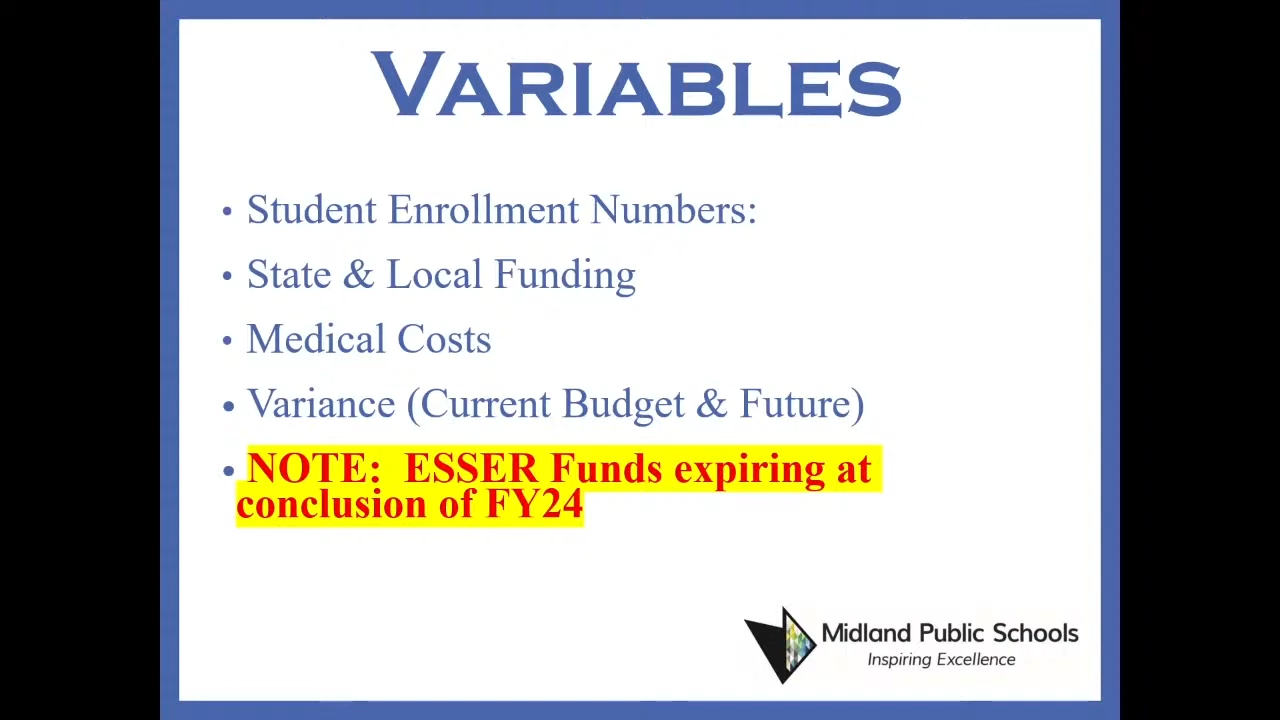 VARIABLES
• Student Enrollment Numbers:
• State & Local Funding
• Medical Costs
• Variance (Current Budget & Future)
• NOTE:  ESSER Funds expiring at
conclusion of FY24
Midland Public Schools
Inspiring Excellence